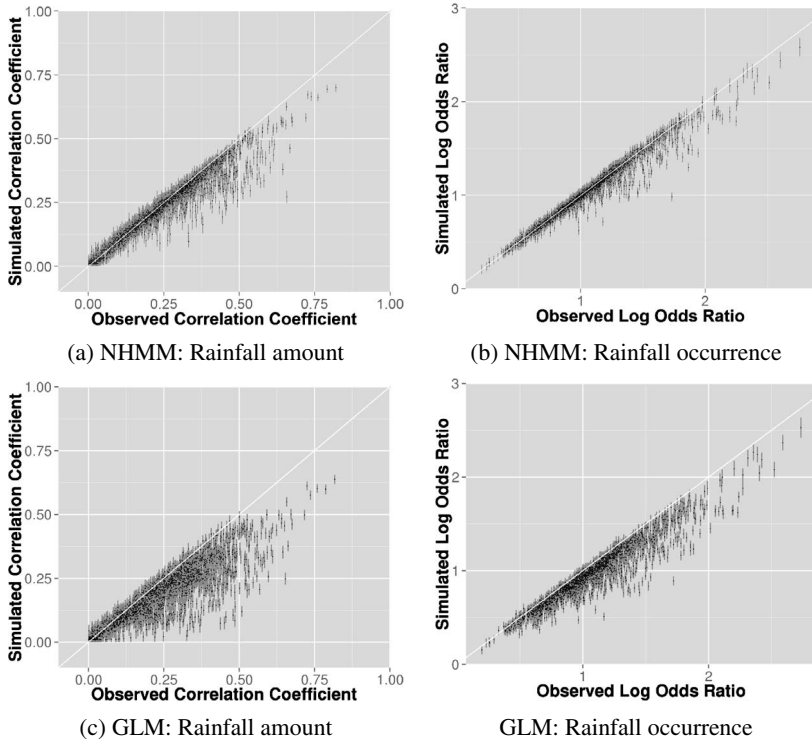 1.00
0.75
0.50
0.25
0.00
Simulated Correlation Coefficient
0.00 0.25 0.50 0.75 1.00
Observed Correlation Coefficient
(a) NHMM: Rainfall amount
3
2
1
0
Simulated Log Odds Ratio
1 2
Observed Log Odds Ratio
(b) NHMM: Rainfall occurrence
1.00
0.75
0.50
0.25
0.00
Simulated Correlation Coefficient
0.00 0.25 0.50 0.75 1.00
Observed Correlation Coefficient
(c) GLM: Rainfall amount
3
2
1
0
Simulated Log Odds Ratio
1 2
Observed Log Odds Ratio
GLM: Rainfall occurrence